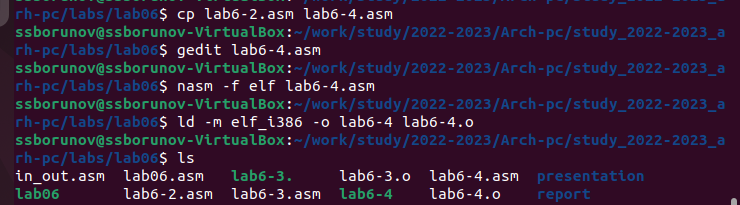 rh-pc/labs/lab06$ cp lab6-2.asm lab6-4.asm
ssborunov@ssborunov-VirtualBox:~/work/study/2022-2023/Arch-pc/study_2022-2023_a
rh-pc/labs/lab06$ gedit lab6-4.asm
ssborunov@ssborunov-VirtualBox:~/work/study/2022-2023/Arch-pc/study_2022-2023_a
rh-pc/labs/lab06$ nasm -f elf lab6-4.asm
ssborunov@ssborunov-VirtualBox:~/work/study/2022-2023/Arch-pc/study_2022-2023_a
rh-pc/labs/lab06$ ld -m elf_i386 -o lab6-4 lab6-4.o
ssborunov@ssborunov-VirtualBox:~/work/study/2022-2023/Arch-pc/study_2022-2023_a
rh-pc/labs/lab06$ ls
in_out.asm lab06.asm lab6-3. lab6-3.o lab6-4.asm presentation
lab06 lab6-2.asm lab6-3.asm lab6-4 lab6-4.o report